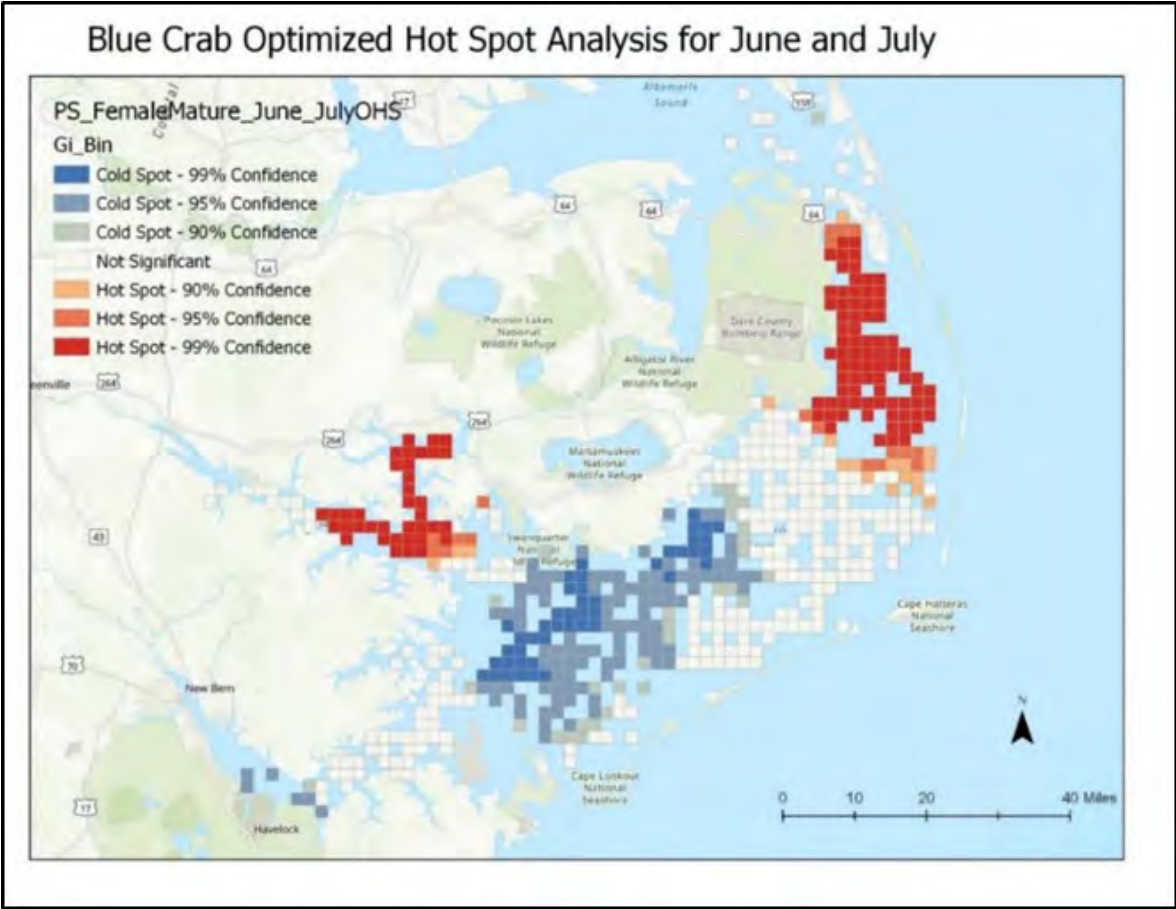 Blue Crab Optimized Hot Spot Analysis for June and July
Albemarle
Sound
17
158
PS_FemaleMature_June_JulyOHS
Gi_Bin
Cold Spot - 99% Confidence
Cold Spot - 95% Confidence
Cold Spot - 90% Confidence
Not Significant
Hot Spot - 90% Confidence
Hot Spot - 95% Confidence
Hot Spot - 99% Confidence
64
64
64
64
Pocosin Lakes
National
Wildlife Refuge
Dare County
Bombing Range
Alligator River
National
Wildlife Refuge
eenville
264
264
264
Mattamuskeet
National
Wildlife Refuge
43
Swanquarter
National
Refuge
Cape Hatteras
National
Seashore
70
New Bern
N
17
Havelock
Cape Lookout
National
Seashore
0 10 20 40 Miles